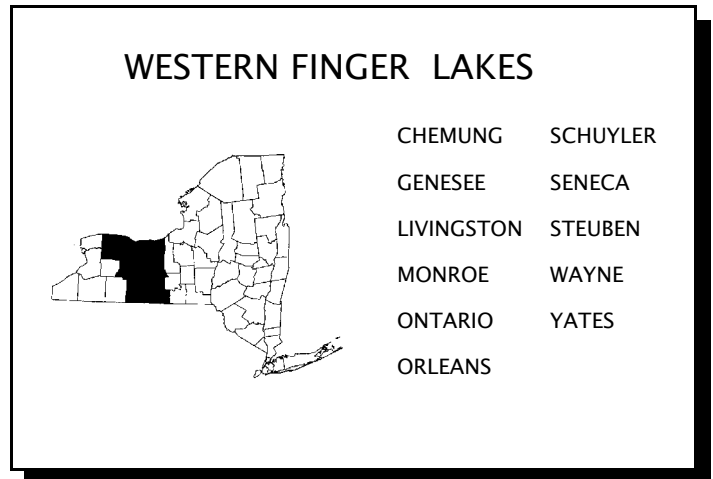 WESTERN FINGER LAKES
CHEMUNG
GENESEE
LIVINGSTON
MONROE
ONTARIO
ORLEANS
SCHUYLER
SENECA
STEUBEN
WAYNE
YATES